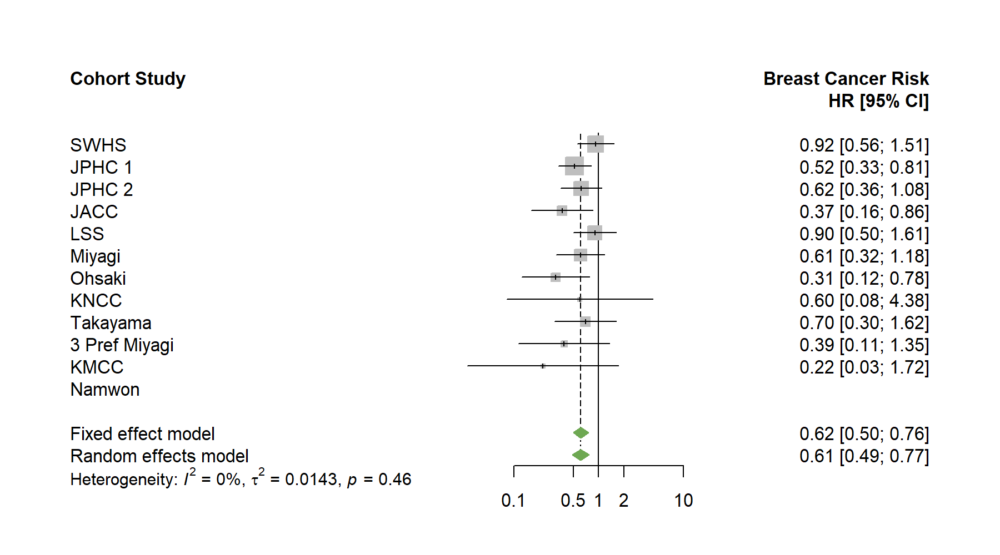 Cohort Study Breast Cancer Risk
HR [95% CI]
SWHS 0.92 [0.56; 1.51]
JPHC 1 0.52 [0.33; 0.81]
JPHC 2 0.62 [0.36; 1.08]
JACC 0.37 [0.16; 0.86]
LSS 0.90 [0.50; 1.61]
Miyagi 0.61 [0.32; 1.18]
Ohsaki 0.31 [0.12; 0.78]
KNCC 0.60 [0.08; 4.38]
Takayama 0.70 [0.30; 1.62]
3 Pref Miyagi 0.39 [0.11; 1.35]
KMCC 0.22 [0.03; 1.72]
Namwon
Fixed effect model 0.62 [0.50; 0.76]
Random effects model 0.61 [0.49; 0.77]
Heterogeneity: I² = 0%, τ² = 0.0143, p = 0.46
0.1 0.5 1 2 10